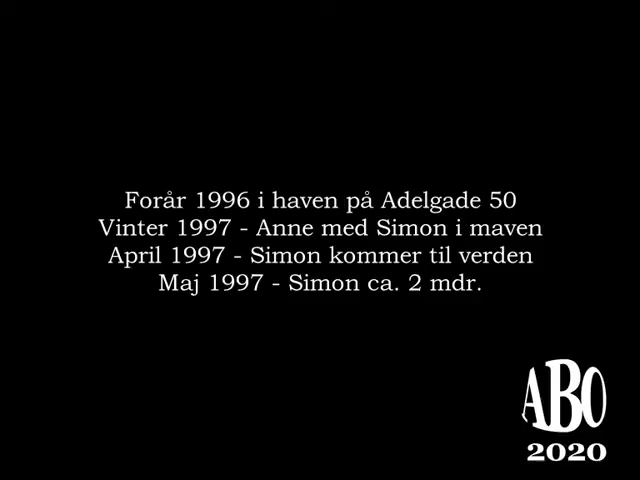 Forår 1996 i haven på Adelgade 50
Vinter 1997 - Anne med Simon i maven
April 1997 - Simon kommer til verden
Maj 1997 - Simon ca. 2 mdr.
ABO
2020